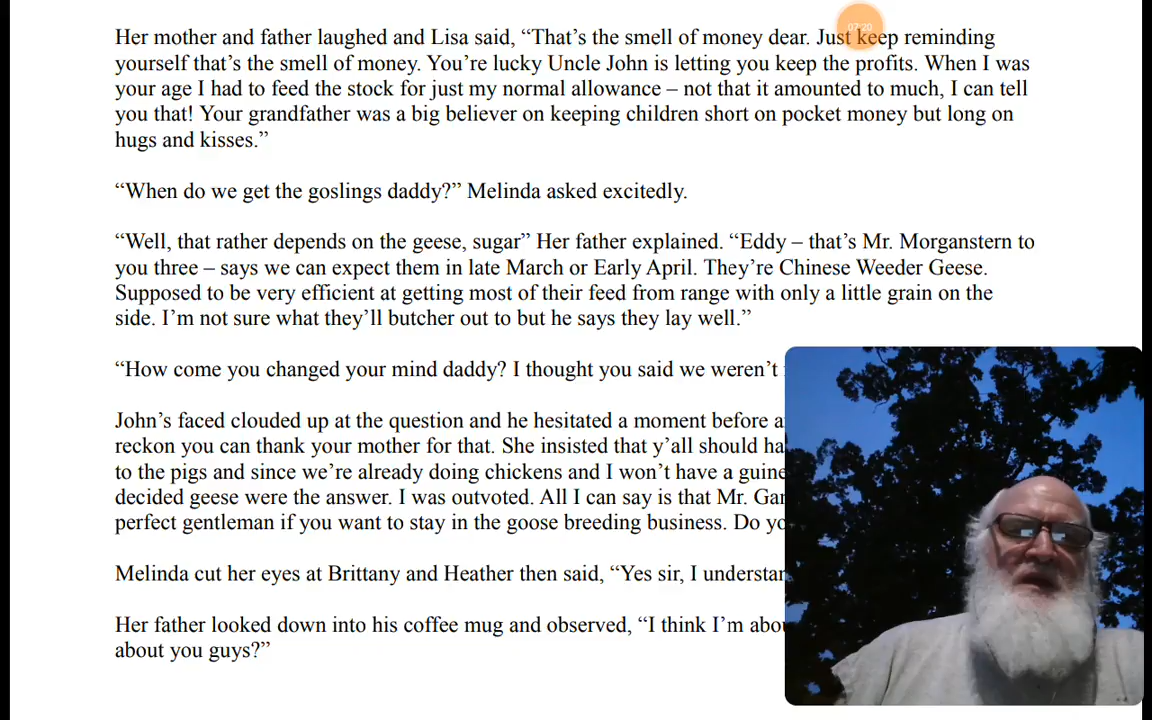 07:20
Her mother and father laughed and Lisa said, “That’s the smell of money dear. Just keep reminding
yourself that’s the smell of money. You’re lucky Uncle John is letting you keep the profits. When I was
your age I had to feed the stock for just my normal allowance – not that it amounted to much, I can tell
you that! Your grandfather was a big believer on keeping children short on pocket money but long on
hugs and kisses.”
“When do we get the goslings daddy?” Melinda asked excitedly.
“Well, that rather depends on the geese, sugar” Her father explained. “Eddy – that’s Mr. Morganstern to
you three – says we can expect them in late March or Early April. They’re Chinese Weeder Geese.
Supposed to be very efficient at getting most of their feed from range with only a little grain on the
side. I’m not sure what they’ll butcher out to but he says they lay well.”
“How come you changed your mind daddy? I thought you said we weren’t
John’s faced clouded up at the question and he hesitated a moment before
reckon you can thank your mother for that. She insisted that y’all should
to the pigs and since we’re already doing chickens and I won’t have a
decided geese were the answer. I was outvoted. All I can say is that Mr.
perfect gentleman if you want to stay in the goose breeding business. Do
Melinda cut her eyes at Brittany and Heather then said, “Yes sir, I
Her father looked down into his coffee mug and observed, “I think I’m
about you guys?”